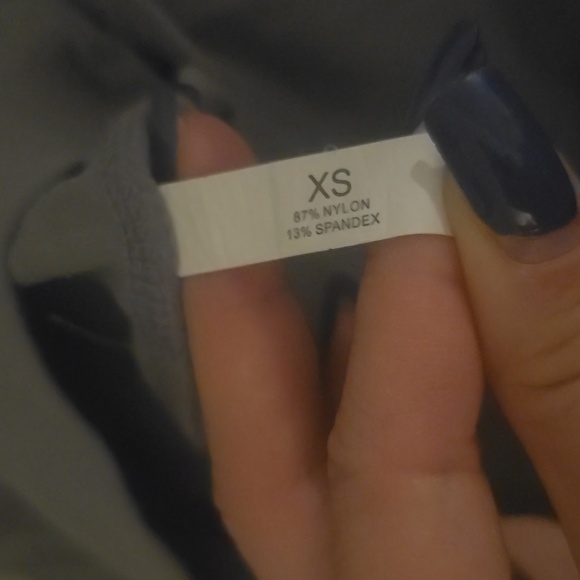 XS
87% NYLON
13% SPANDEX